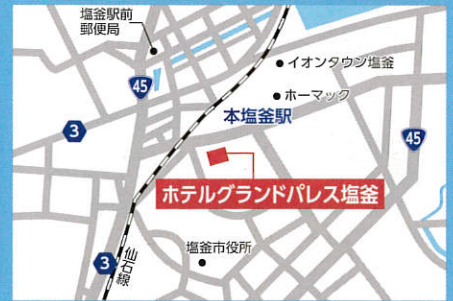 塩釜駅前
郵便局
45
イオンタウン塩釜
ホーマック
本塩釜駅
3
45
ホテルグランドパレス塩釜
塩釜市役所
3
仙石線